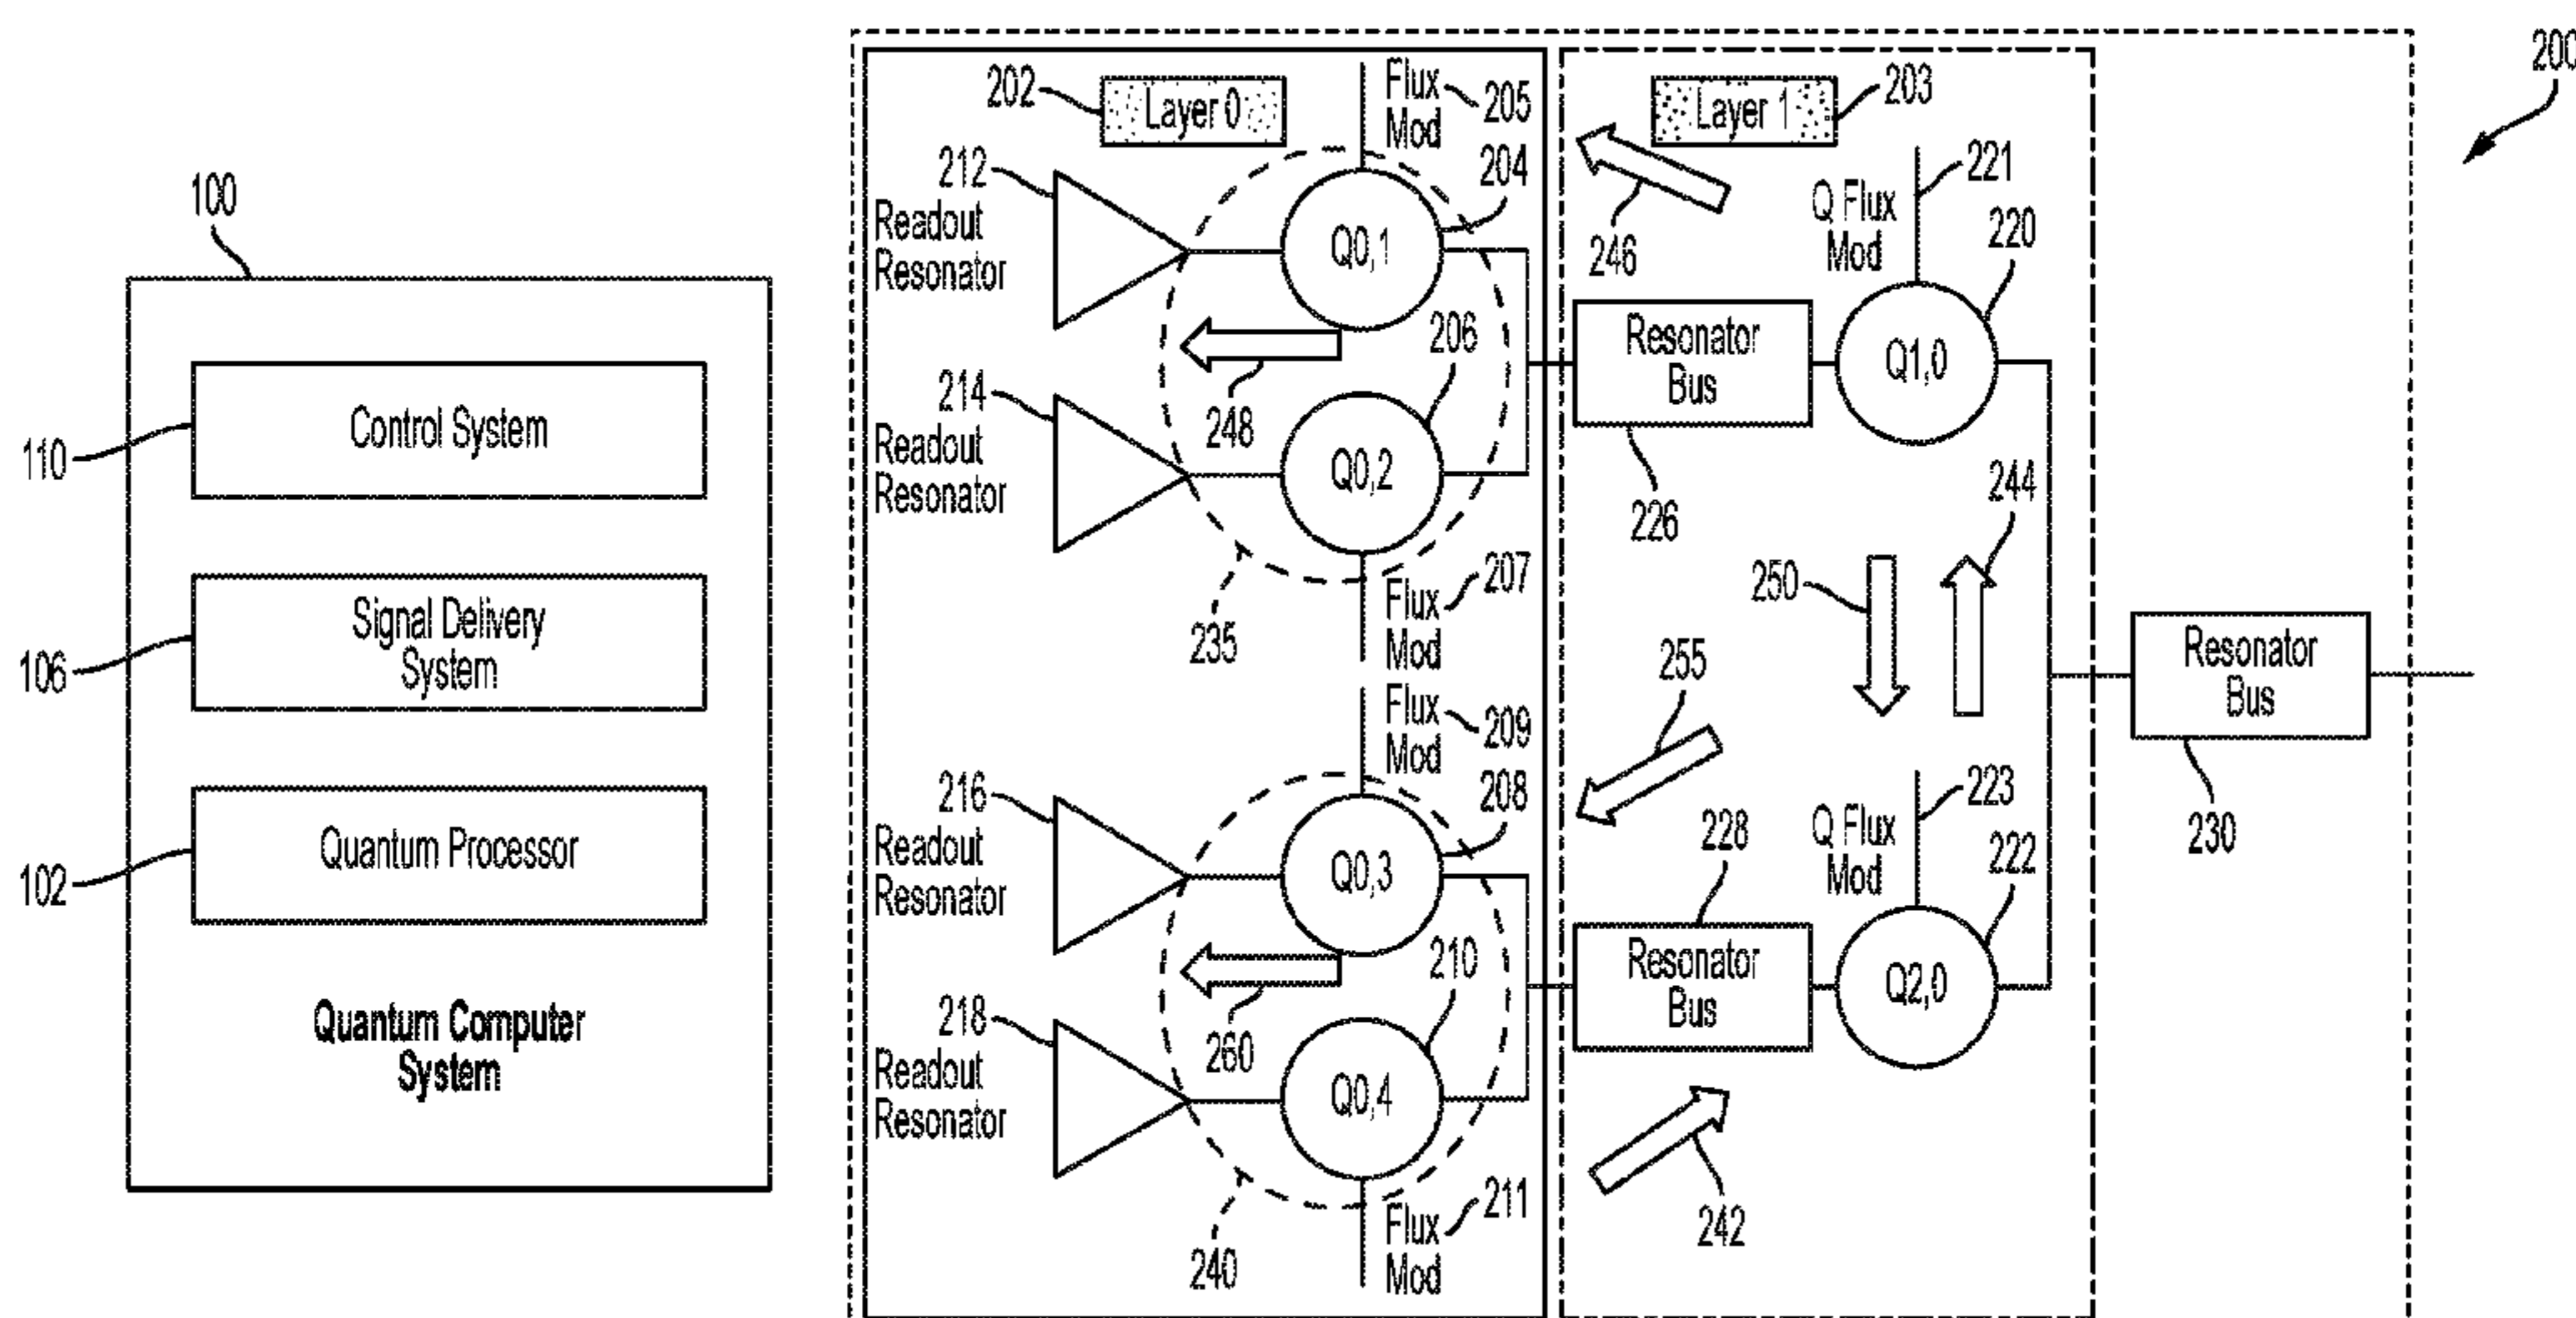 100
110
Control System
106
Signal Delivery
System
102
Quantum Processor
Quantum Computer
System
200
202
Layer 0
Flux
Mod
205
204
212
Readout
Resonator
Q0,1
248
206
214
Readout
Resonator
Q0,2
235
Flux
Mod
207
Flux
Mod
209
208
216
Readout
Resonator
Q0,3
260
210
218
Readout
Resonator
Q0,4
240
Flux
Mod
211
Layer 1
203
246
Q Flux
Mod
221
220
Resonator
Bus
226
Q1,0
250
244
255
228
Q Flux
Mod
223
222
Resonator
Bus
Q2,0
242
Resonator
Bus
230